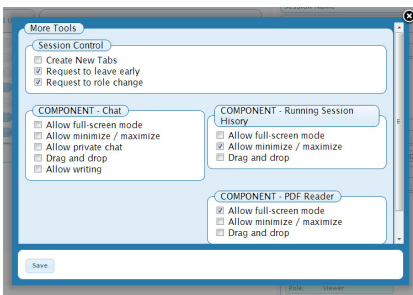 More Tools
Session Control
Create New Tabs
Request to leave early
Request to role change
COMPONENT - Chat
Allow full-screen mode
Allow minimize / maximize
Allow private chat
Drag and drop
Allow writing
COMPONENT - Running Session
Hisory
Allow full-screen mode
Allow minimize / maximize
Drag and drop
COMPONENT - PDF Reader
Allow full-screen mode
Allow minimize / maximize
Drag and drop
Save
Role: Viewer